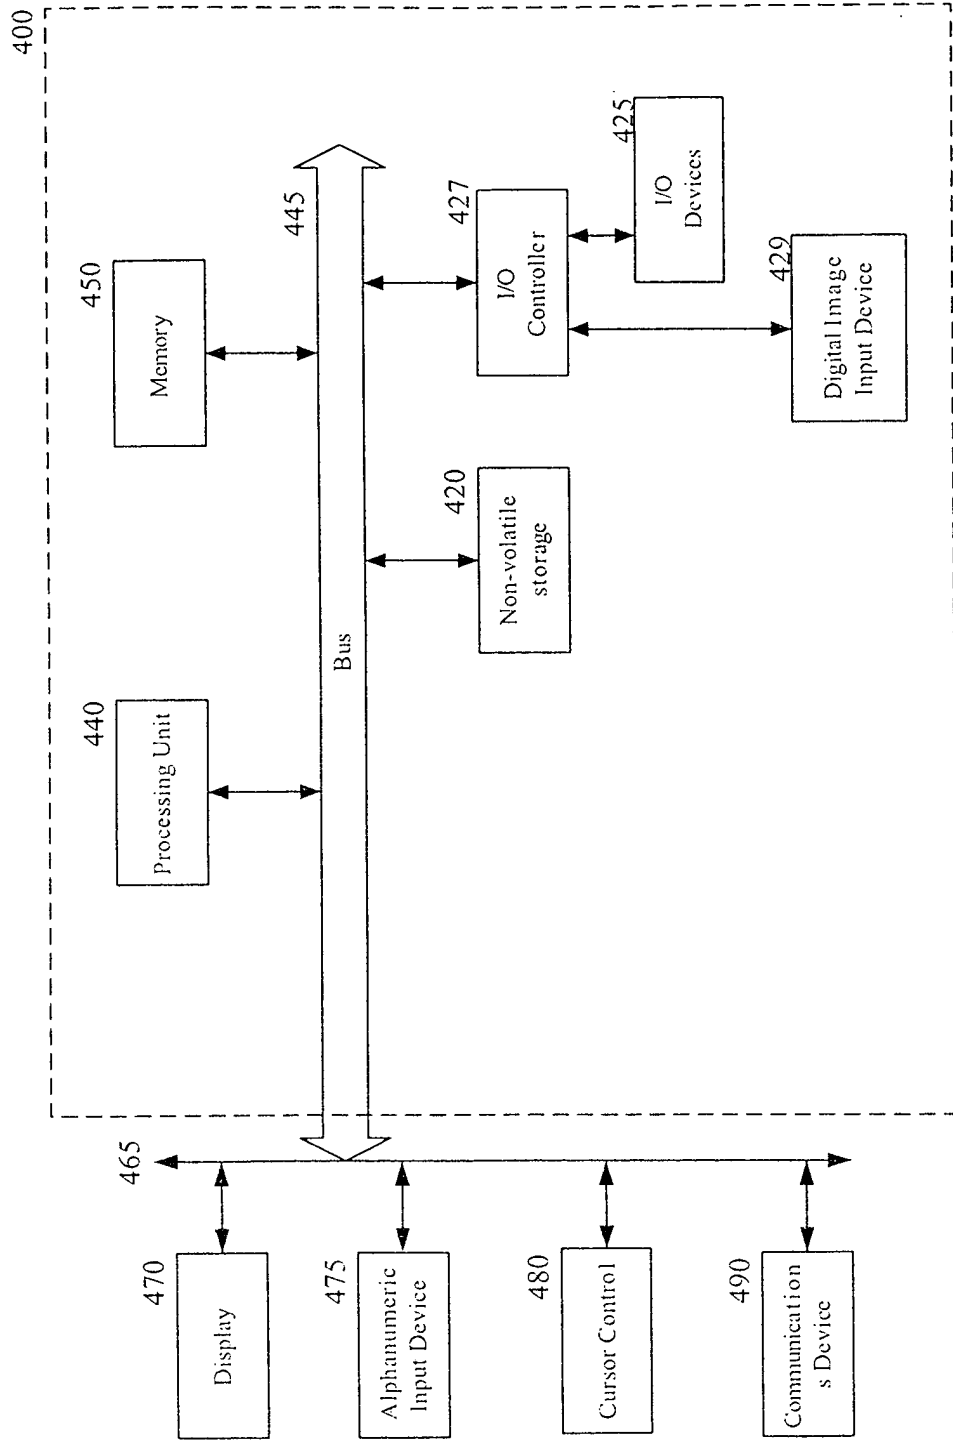 400
450
Memory
440
Processing Unit
445
Bus
427
I/O
Controller
425
I/O
Devices
429
Digital Image
Input Device
420
Non-volatile
storage
465
470
Display
475
Alphanumeric
Input Device
480
Cursor Control
490
Communication
s Device